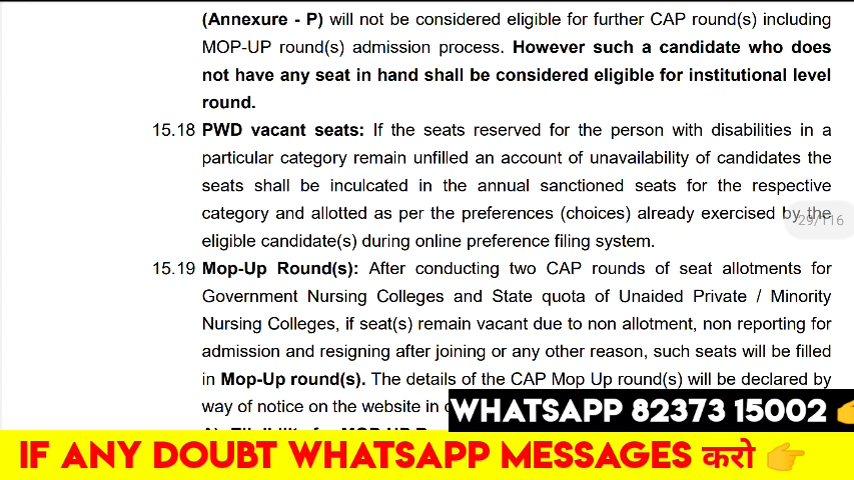 (Annexure - P) will not be considered eligible for further CAP round(s) including
MOP-UP round(s) admission process. However such a candidate who does
not have any seat in hand shall be considered eligible for institutional level
round.
15.18 PWD vacant seats: If the seats reserved for the person with disabilities in a
particular category remain unfilled an account of unavailability of candidates the
seats shall be inculcated in the annual sanctioned seats for the respective
category and allotted as per the preferences (choices) already exercised by the
29/116
eligible candidate(s) during online preference filing system.
15.19 Mop-Up Round(s): After conducting two CAP rounds of seat allotments for
Government Nursing Colleges and State quota of Unaided Private / Minority
Nursing Colleges, if seat(s) remain vacant due to non allotment, non reporting for
admission and resigning after joining or any other reason, such seats will be filled
in Mop-Up round(s). The details of the CAP Mop Up round(s) will be declared by
way of notice on the website in
WHATSAPP 82373 15002 👉
IF ANY DOUBT WHATSAPP MESSAGES करो 👉